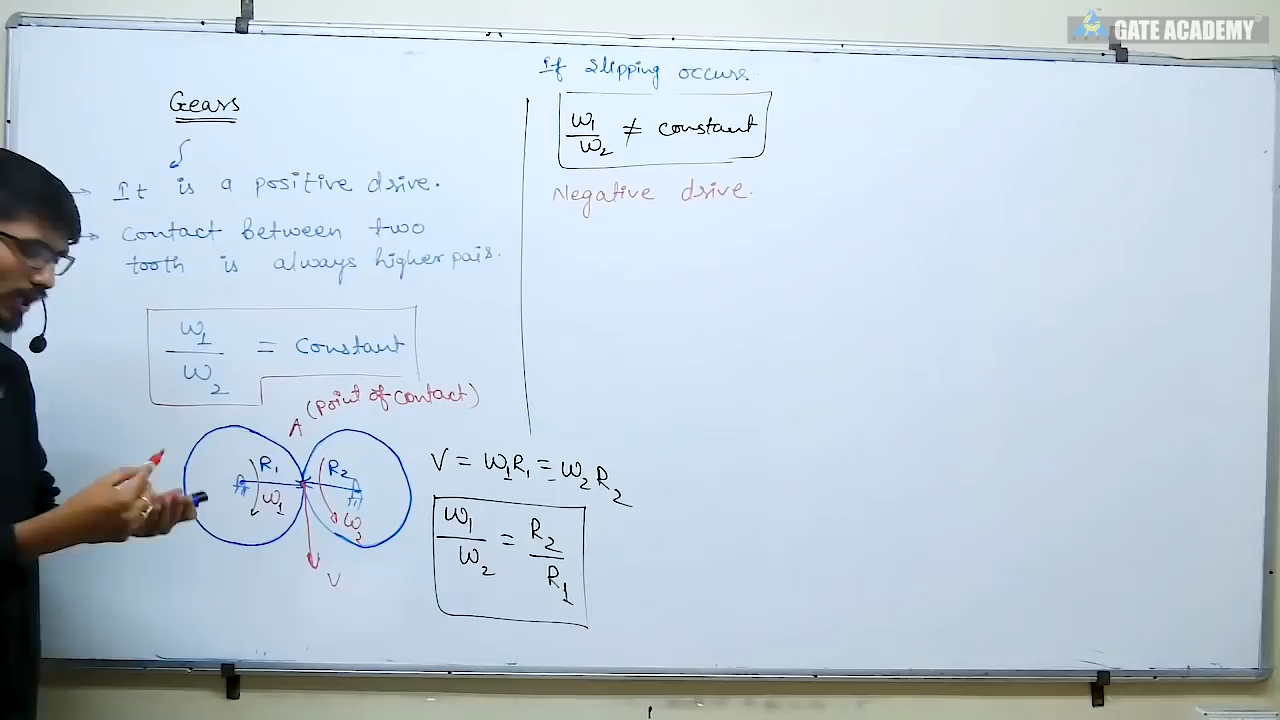 GATE ACADEMY
Gears
It is a positive drive.
Contact between two
tooth is always higher pair.
ω1/ω2 = Constant
A (point of contact)
R1 R2
ω1 ω2
V
V = ω1R1 = ω2R2
ω1/ω2 = R2/R1
If slipping occurs.
ω1/ω2 ≠ constant
Negative drive.